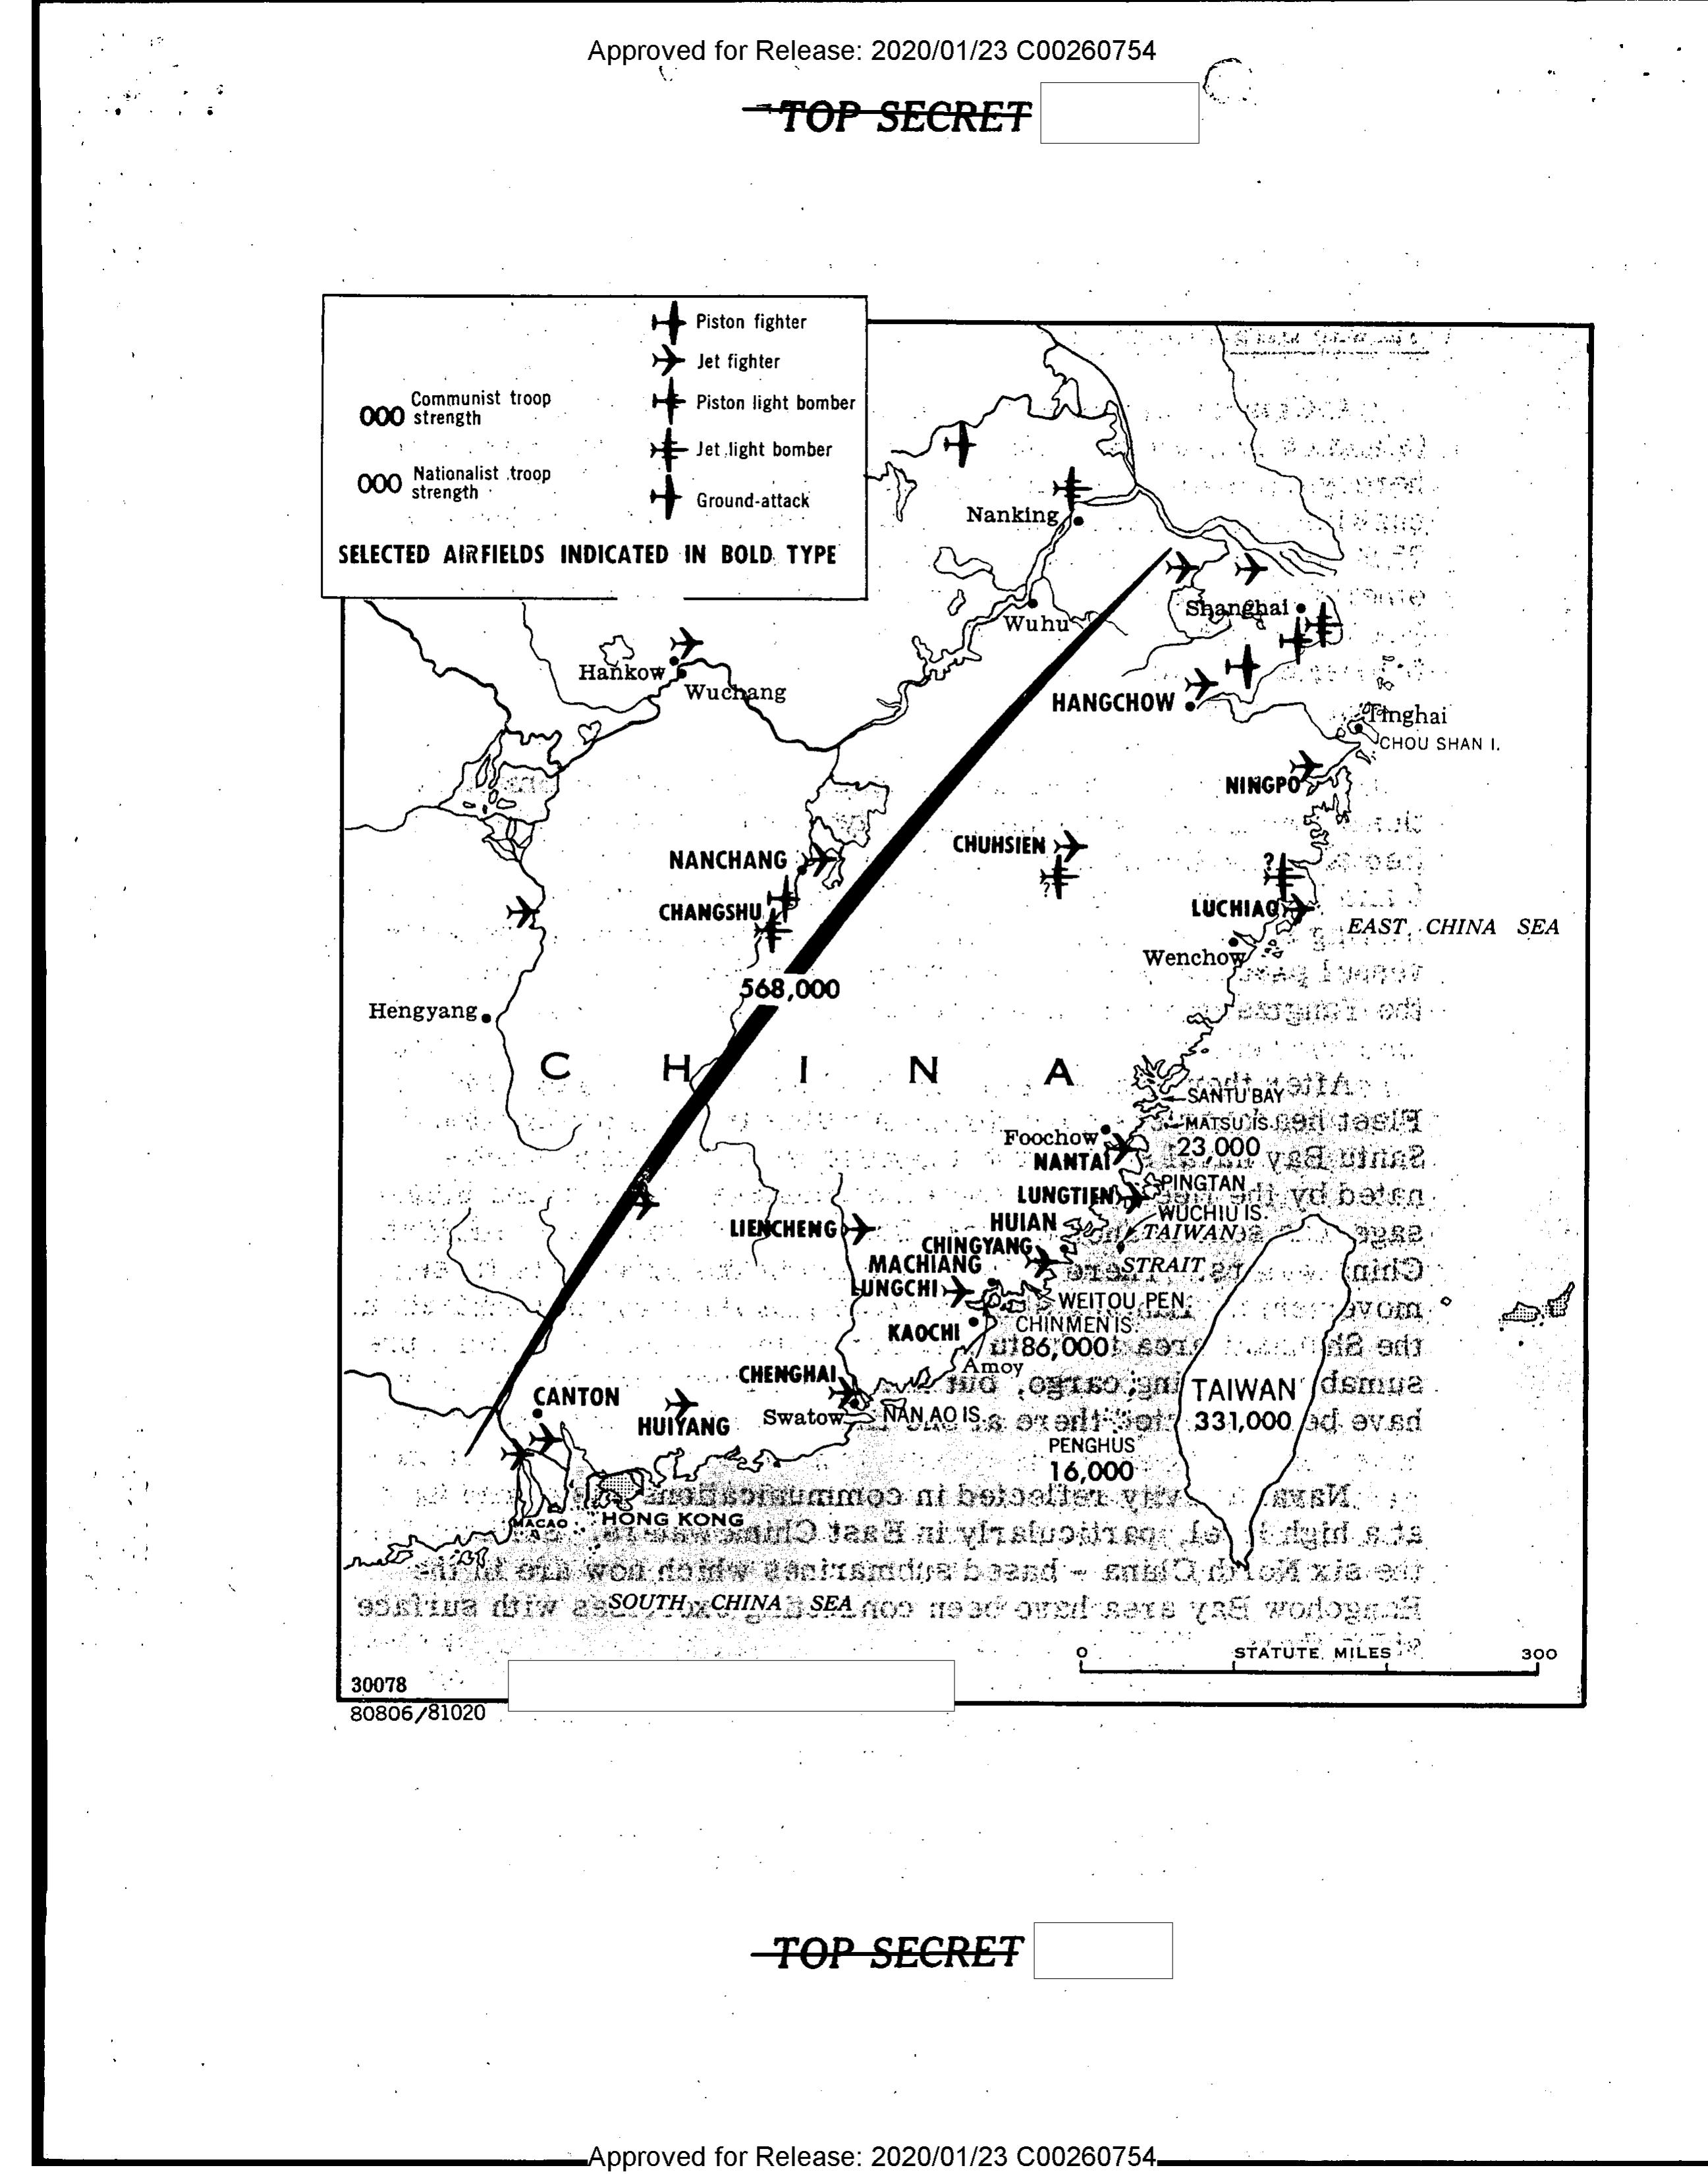 Approved for Release: 2020/01/23 C00260754
TOP SECRET
Piston fighter
Jet fighter
Communist troop
000 strength
Piston light bomber
Jet light bomber
Nationalist troop
000 strength
Ground-attack
SELECTED AIRFIELDS INDICATED IN BOLD TYPE
Nanking
Wuhu
Shanghai
Hankow
Wuchang
HANGCHOW
Tinghai
CHOU SHAN I.
NINGPO
CHUHSIEN
?
NANCHANG
?
CHANGSHU
LUCHIAO
EAST CHINA SEA
Wenchow
568,000
Hengyang
CHINA
SANTU BAY
MATSU IS.
Foochow
23,000
NANTAI
PINGTAN
LUNGTIEN
WUCHIU IS.
HUIAN
LIENCHENG
TAIWAN
CHINGYANG
STRAIT
MACHIANG
LUNGCHI
WEITOU PEN.
CHINMEN IS.
KAOCHI
86,000
Amoy
CHENGHAI
TAIWAN
CANTON
331,000
HUIYANG
Swatow
NAN AO IS.
PENGHUS
16,000
MACAO
HONG KONG
SOUTH CHINA SEA
0 STATUTE MILES 300
30078
80806/81020
TOP SECRET
Approved for Release: 2020/01/23 C00260754